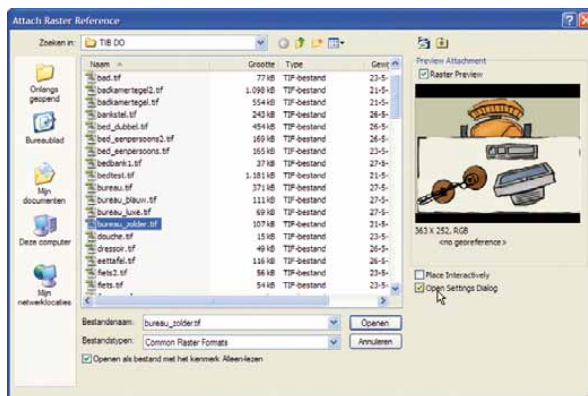 Attach Raster Reference
Zoeken in: TIB DO
Onlangs geopend
Bureaublad
Mijn documenten
Deze computer
Mijn netwerklocaties
Naam Grootte Type
bad.tif 77 kB TIF-bestand 23-5-
badkamertegel2.tif 1.098 kB TIF-bestand 21-5-
badkamertegel.tif 554 kB TIF-bestand 21-5-
bankstel.tif 243 kB TIF-bestand 26-5-
bed_dubbel.tif 454 kB TIF-bestand 26-5-
bed_eenpersoons2.tif 169 kB TIF-bestand 26-5-
bed_eenpersoons.tif 165 kB TIF-bestand 23-5-
bedbank1.tif 37 kB TIF-bestand 27-5-
bedtest.tif 1.181 kB TIF-bestand 21-5-
bureau.tif 371 kB TIF-bestand 27-5-
bureau_blauw.tif 111 kB TIF-bestand 27-5-
bureau_luxe.tif 69 kB TIF-bestand 27-5-
bureau_zolder.tif 107 kB TIF-bestand 21-5-
douche.tif 15 kB TIF-bestand 23-5-
dressoir.tif 49 kB TIF-bestand 26-5-
eettafel.tif 116 kB TIF-bestand 26-5-
fiets2.tif 56 kB TIF-bestand 23-5-
fiets.tif 54 kB TIF-bestand 23-5-
Bestandsnaam: bureau_zolder.tif Openen
Bestandstypen: Common Raster Formats Annuleren
Openen als bestand met het kenmerk Alleen-lezen
Preview Attachment
Raster Preview
363 X 252, RGB
<no georeference>
Place Interactively
Open Settings Dialog